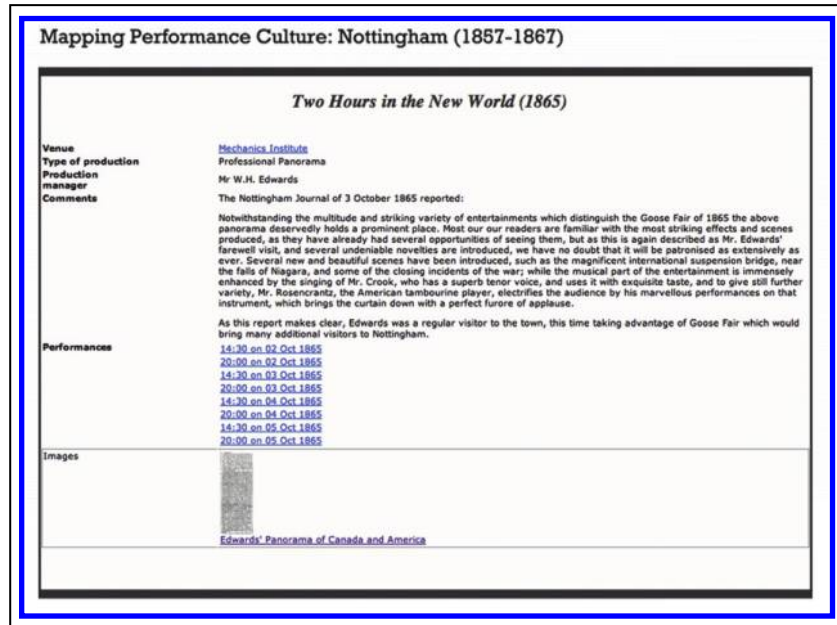 Mapping Performance Culture: Nottingham (1857-1867)
Two Hours in the New World (1865)
Venue Mechanics Institute
Type of production Professional Panorama
Production manager Mr W.H. Edwards
Comments The Nottingham Journal of 3 October 1865 reported:
Notwithstanding the multitude and striking variety of entertainments which distinguish the Goose Fair of 1865 the above
panorama deservedly holds a prominent place. Most our our readers are familiar with the most striking effects and scenes
produced, as they have already had several opportunities of seeing them, but as this is again described as Mr. Edwards'
farewell visit, and several undeniable novelties are introduced, we have no doubt that it will be patronised as extensively as
ever. Several new and beautiful scenes have been introduced, such as the magnificent international suspension bridge, near
the falls of Niagara, and some of the closing incidents of the war; while the musical part of the entertainment is immensely
enhanced by the singing of Mr. Crook, who has a superb tenor voice, and uses it with exquisite taste, and to give still further
variety, Mr. Rosencrantz, the American tambourine player, electrifies the audience by his marvellous performances on that
instrument, which brings the curtain down with a perfect furore of applause.
As this report makes clear, Edwards was a regular visitor to the town, this time taking advantage of Goose Fair which would
bring many additional visitors to Nottingham.
Performances 14:30 on 02 Oct 1865
20:00 on 02 Oct 1865
14:30 on 03 Oct 1865
20:00 on 03 Oct 1865
14:30 on 04 Oct 1865
20:00 on 04 Oct 1865
14:30 on 05 Oct 1865
20:00 on 05 Oct 1865
Images
Edwards' Panorama of Canada and America